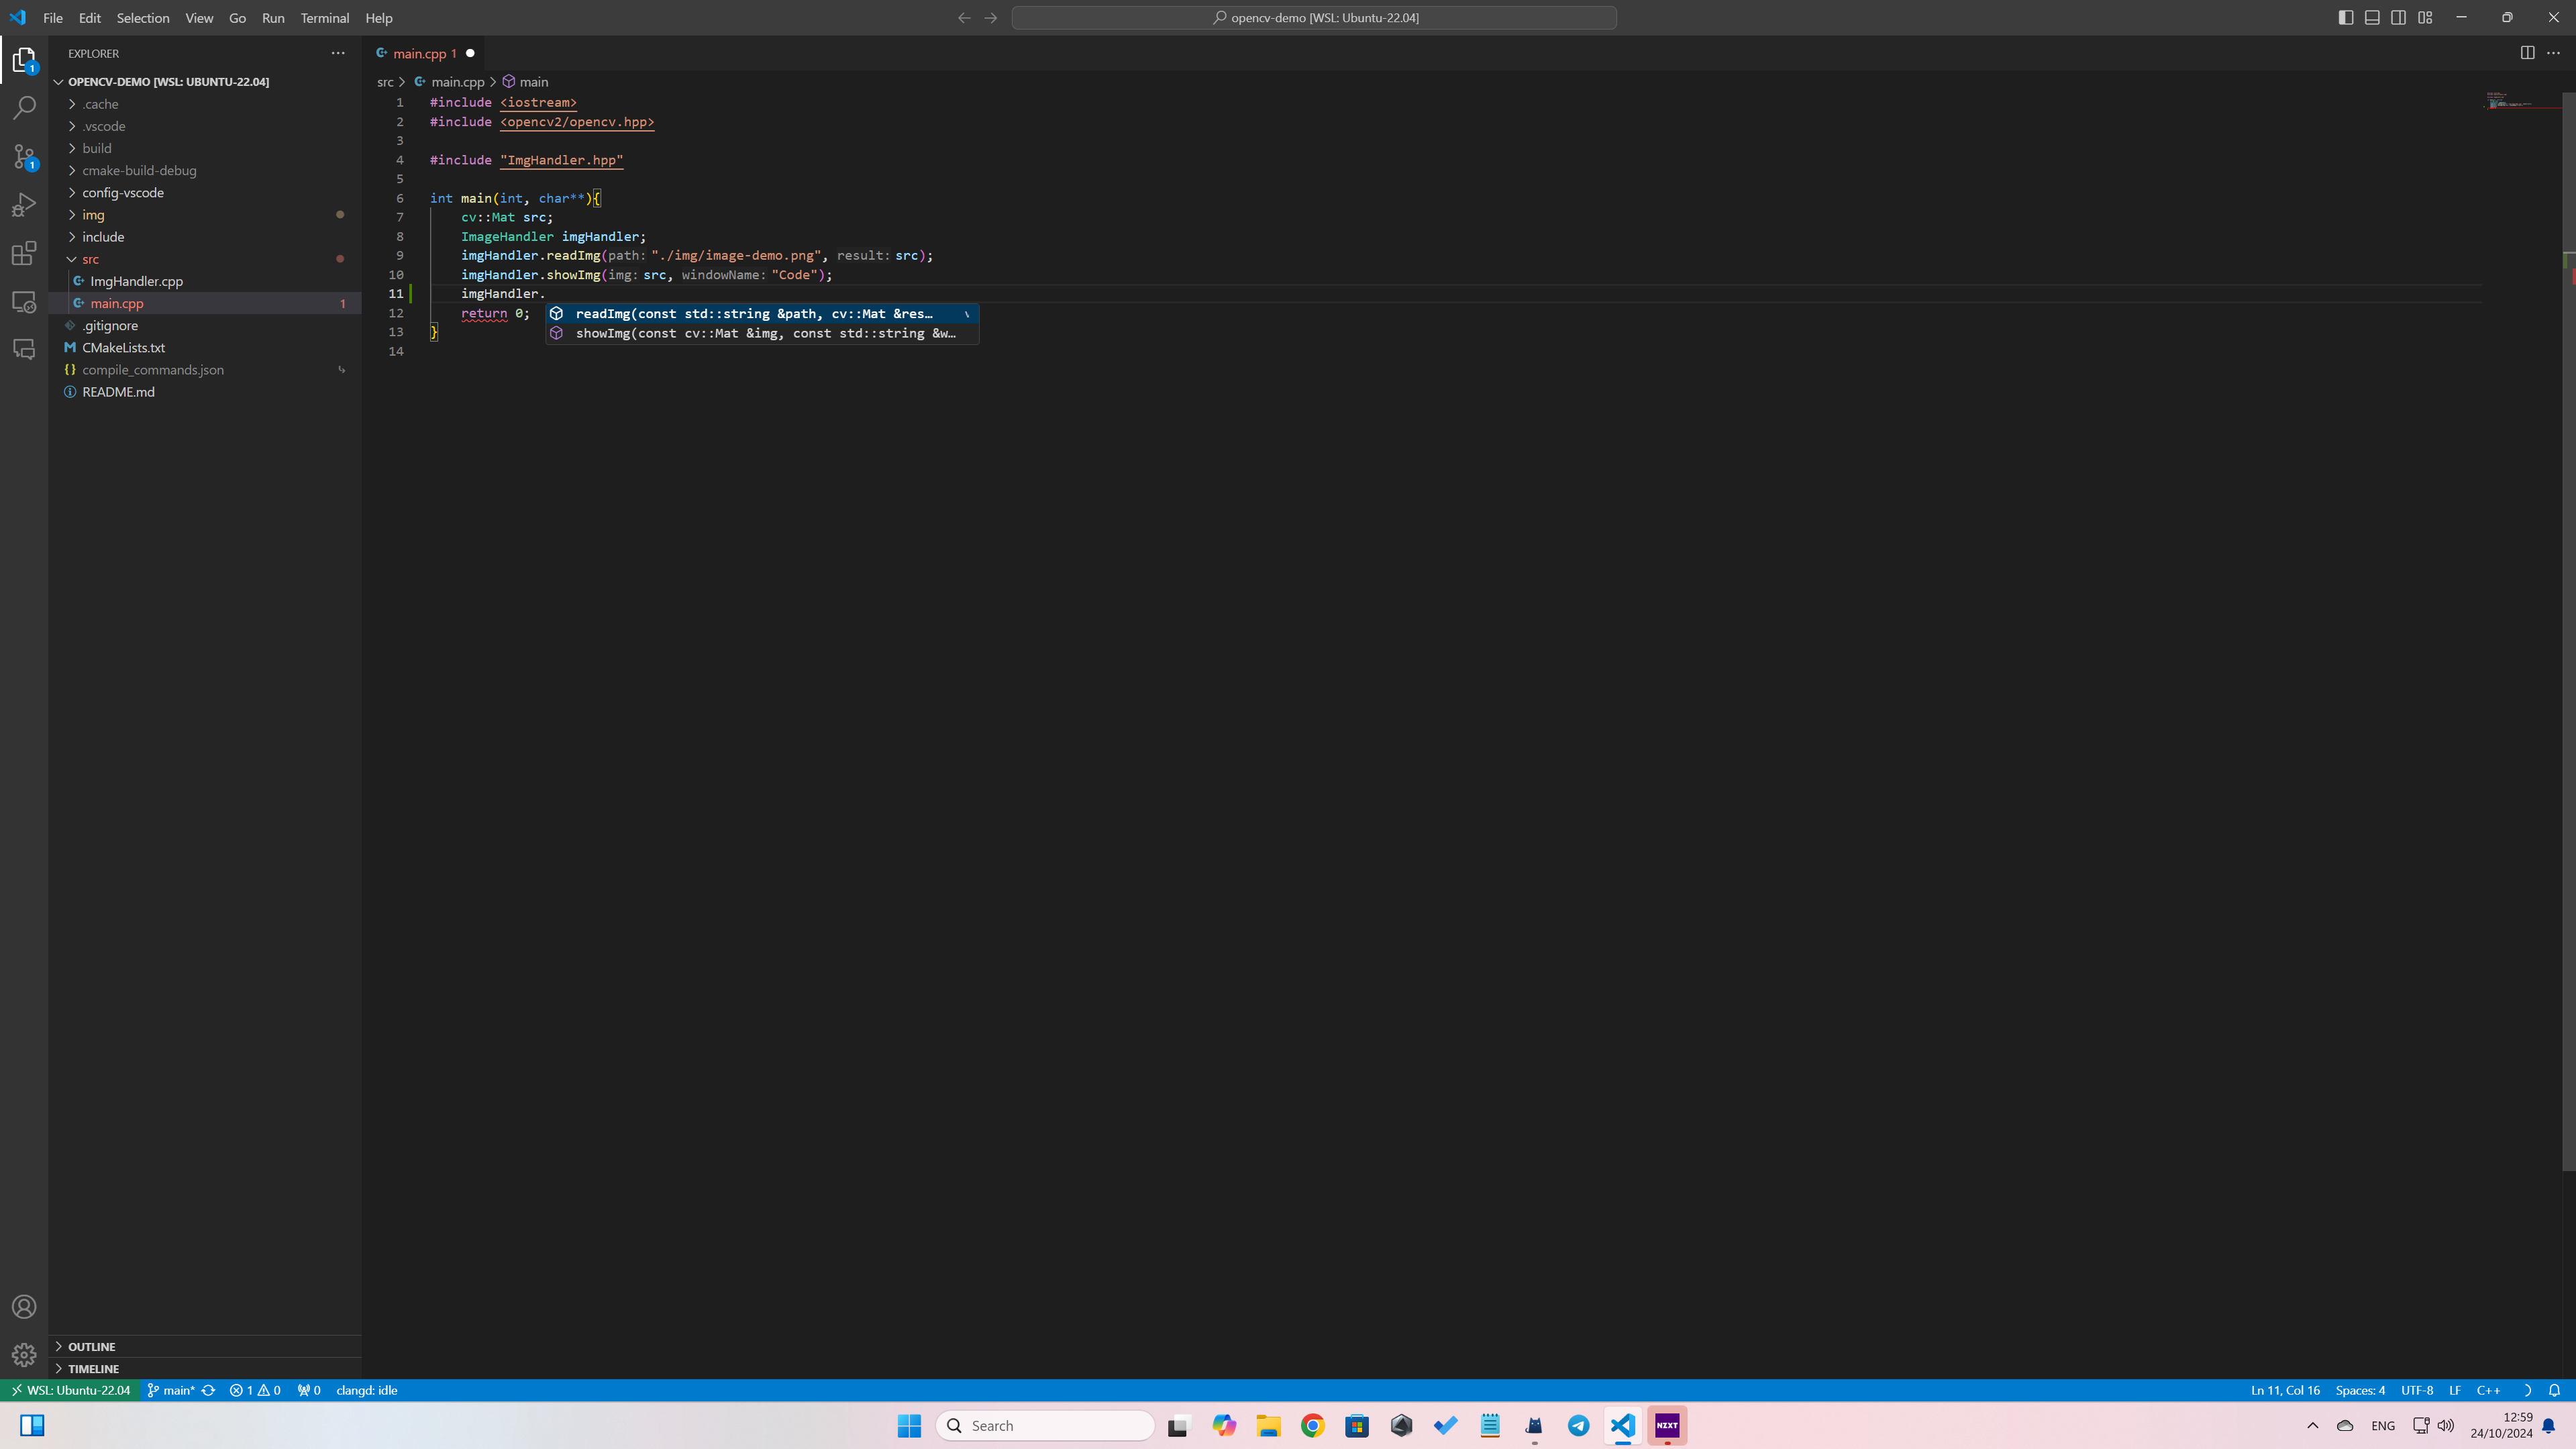 File Edit Selection View Go Run Terminal Help
opencv-demo [WSL: Ubuntu-22.04]
EXPLORER
OPENCV-DEMO [WSL: UBUNTU-22.04]
.cache
.vscode
build
cmake-build-debug
config-vscode
img
include
src
ImgHandler.cpp
main.cpp 1
.gitignore
CMakeLists.txt
compile_commands.json
README.md
OUTLINE
TIMELINE
main.cpp 1
src > main.cpp > main
1 #include <iostream>
2 #include <opencv2/opencv.hpp>
3
4 #include "ImgHandler.hpp"
5
6 int main(int, char**){
7 cv::Mat src;
8 ImageHandler imgHandler;
9 imgHandler.readImg(path: "./img/image-demo.png", result: src);
10 imgHandler.showImg(img: src, windowName: "Code");
11 imgHandler.
12 return 0;
13 }
14
readImg(const std::string &path, cv::Mat &res…
showImg(const cv::Mat &img, const std::string &w…
WSL: Ubuntu-22.04 main* 1 0 0 clangd: idle
Ln 11, Col 16 Spaces: 4 UTF-8 LF C++
Search
NZXT
ENG
12:59
24/10/2024
1
1